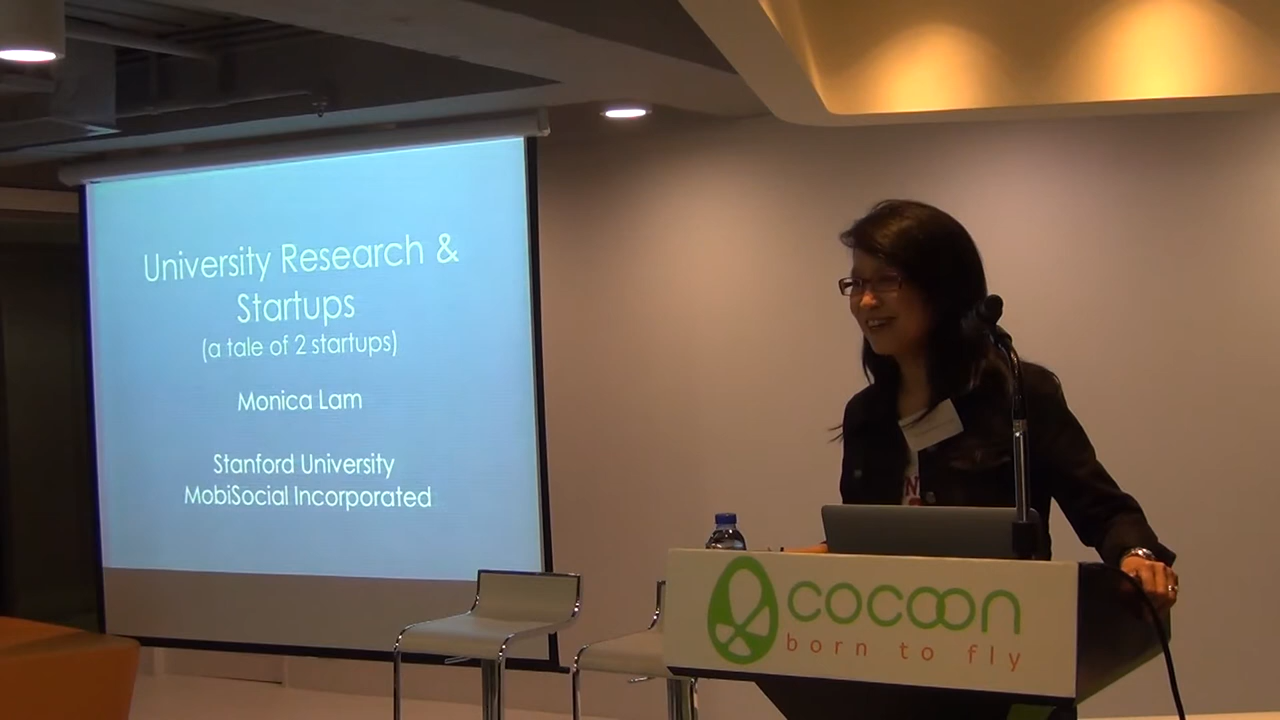 University Research &
Startups
(a tale of 2 startups)
Monica Lam
Stanford University
MobiSocial Incorporated
cocoon
born to fly